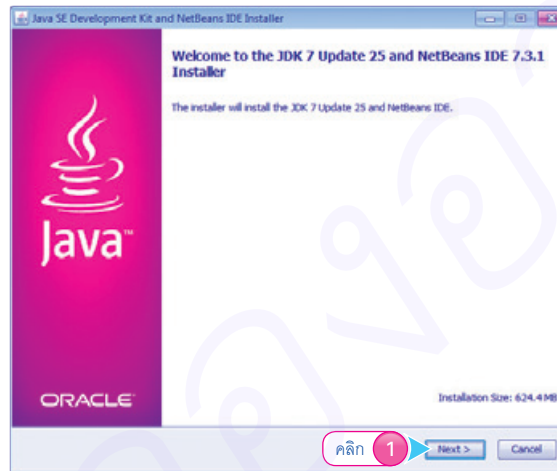 Java SE Development Kit and NetBeans IDE Installer
Welcome to the JDK 7 Update 25 and NetBeans IDE 7.3.1
Installer
The installer will install the JDK 7 Update 25 and NetBeans IDE.
Java™
ORACLE
Installation Size: 624.4 MB
คลิก 1 Next > Cancel